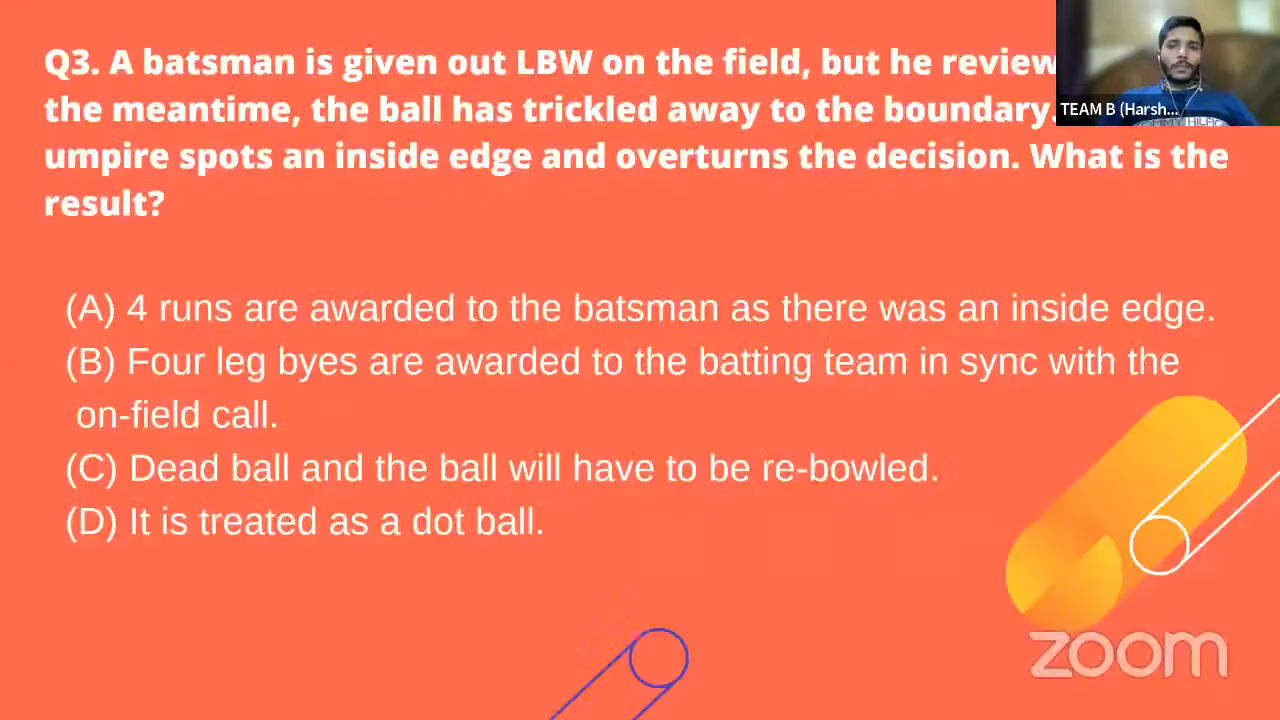 Q3. A batsman is given out LBW on the field, but he review
the meantime, the ball has trickled away to the boundary.
umpire spots an inside edge and overturns the decision. What is the
result?
TEAM B (Harsh...
(A) 4 runs are awarded to the batsman as there was an inside edge.
(B) Four leg byes are awarded to the batting team in sync with the
on-field call.
(C) Dead ball and the ball will have to be re-bowled.
(D) It is treated as a dot ball.
zoom